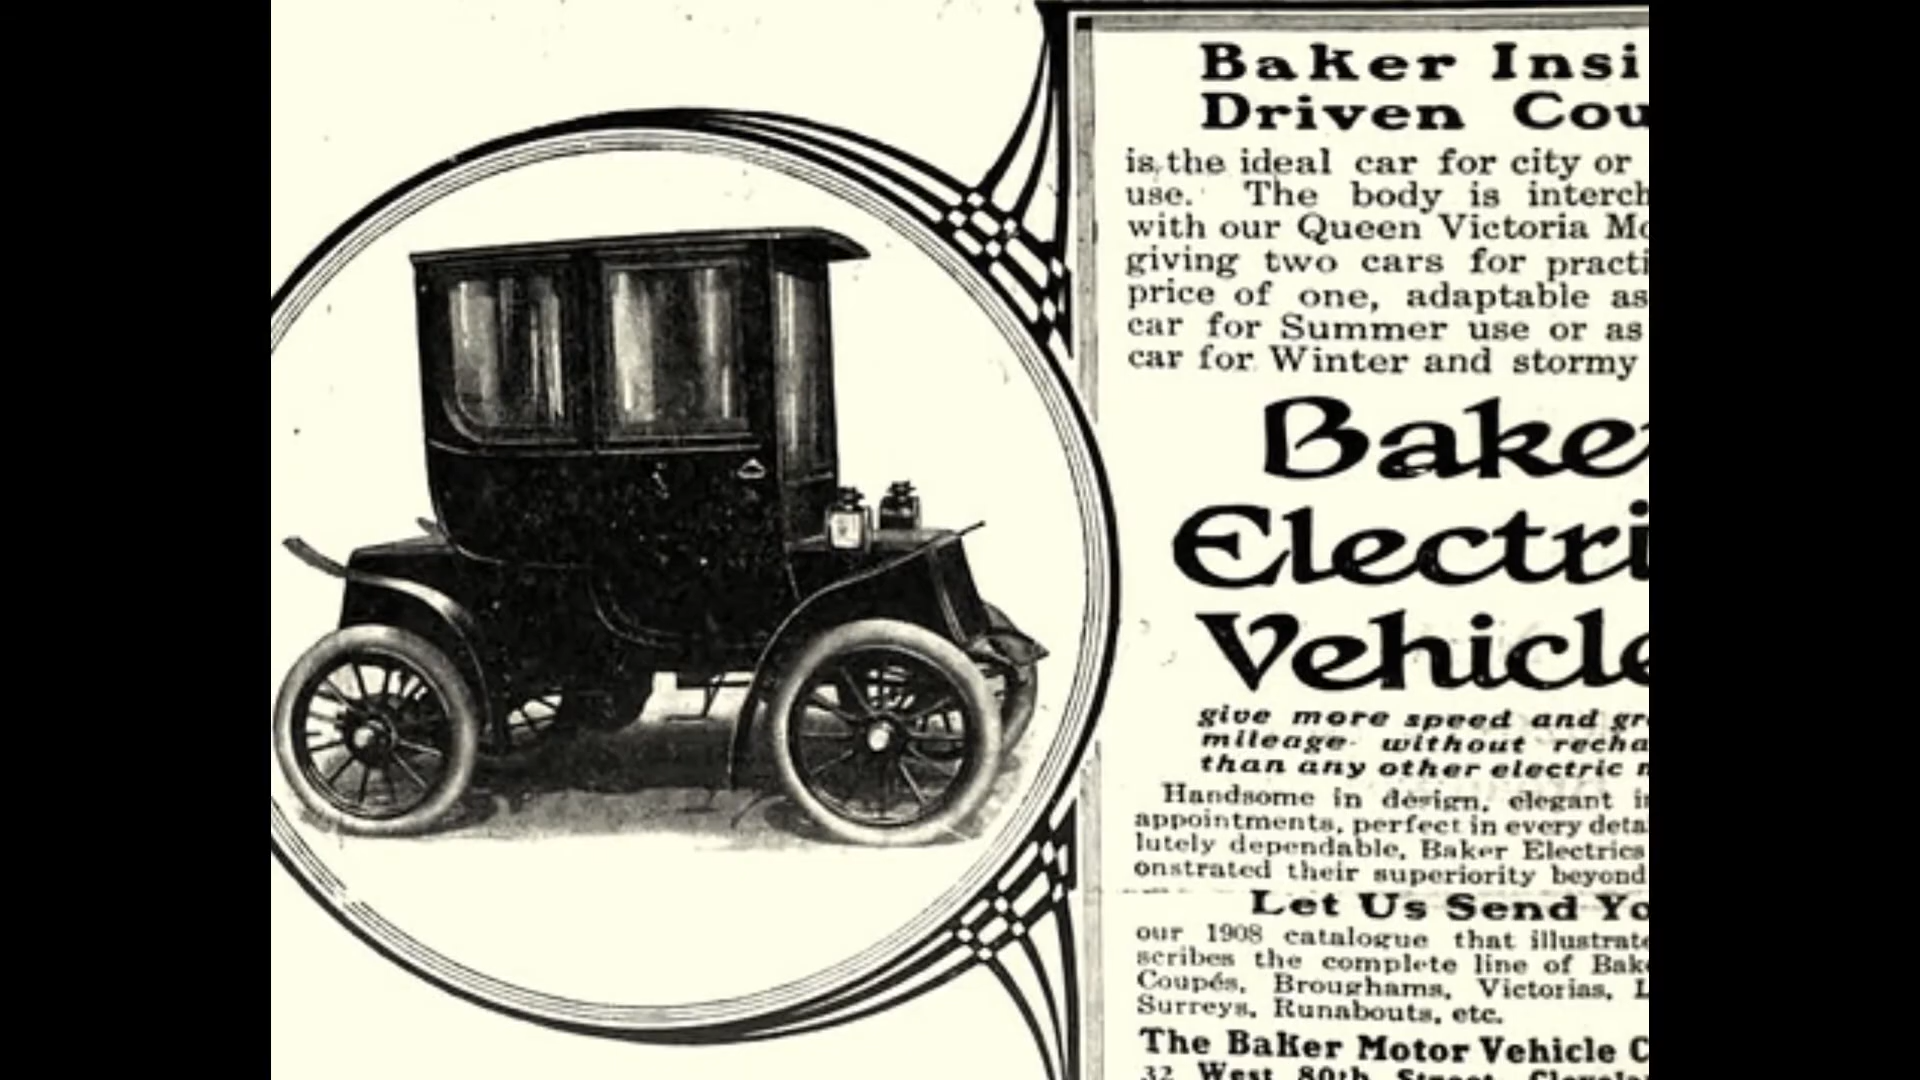 Baker Insi
Driven Cou
is the ideal car for city or
use. The body is interch
with our Queen Victoria Mo
giving two cars for practi
price of one, adaptable as
car for Summer use or as
car for Winter and stormy
Baker
Electri
Vehicle
give more speed and gr
mileage without recha
than any other electric m
Handsome in design, elegant i
appointments, perfect in every deta
lutely dependable, Baker Electrics
onstrated their superiority beyond
Let Us Send Yo
our 1908 catalogue that illustrate
scribes the complete line of Bak
Coupés, Broughams, Victorias, L
Surreys, Runabouts, etc.
The Baker Motor Vehicle C
32 West 80th Street, Clevelan